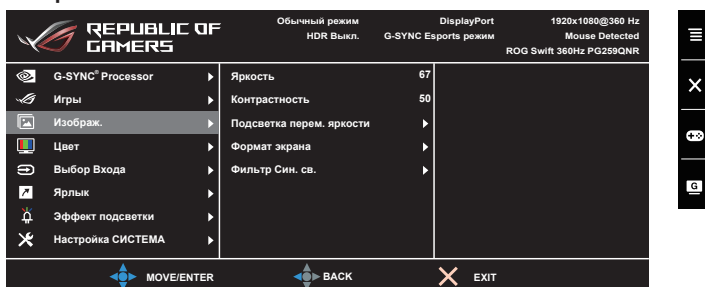 REPUBLIC OF
GAMERS
Обычный режим DisplayPort 1920x1080@360 Hz
HDR Выкл. G-SYNC Esports режим Mouse Detected
ROG Swift 360Hz PG259QNR
G-SYNC® Processor
Игры
Изображ.
Цвет
Выбор Входа
Ярлык
Эффект подсветки
Настройка СИСТЕМА
Яркость 67
Контрастность 50
Подсветка перем. яркости
Формат экрана
Фильтр Син. св.
MOVE/ENTER BACK EXIT
G